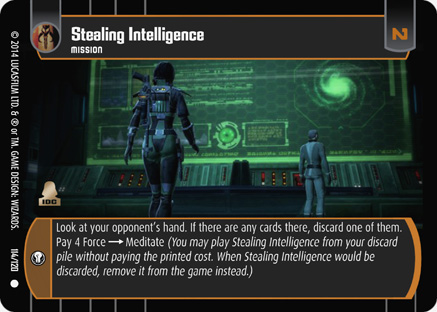 Stealing Intelligence
MISSION
N
© 2014 LUCASFILM LTD. & ® or TM. GAME DESIGN: WIZARDS.
114/120
Look at your opponent's hand. If there are any cards there, discard one of them.
Pay 4 Force → Meditate (You may play Stealing Intelligence from your discard
pile without paying the printed cost. When Stealing Intelligence would be
discarded, remove it from the game instead.)